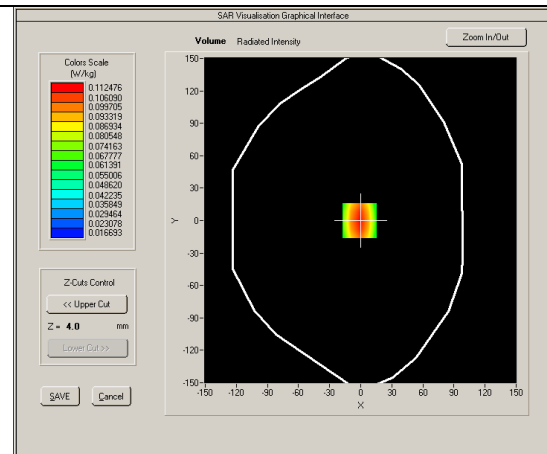 SAR Visualisation Graphical Interface
Volume Radiated Intensity
Zoom In/Out
Colors Scale
(W/kg)
0.112476
0.106090
0.099705
0.093319
0.086934
0.080548
0.074163
0.067777
0.061391
0.055006
0.048620
0.042235
0.035849
0.029464
0.023078
0.016693
Z-Cuts Control
<< Upper Cut
Z = 4.0 mm
Lower Cut >>
SAVE Cancel
150
120
90
60
30
0
-30
-60
-90
-120
-150
Y
-150 -120 -90 -60 -30 0 30 60 90 120 150
X